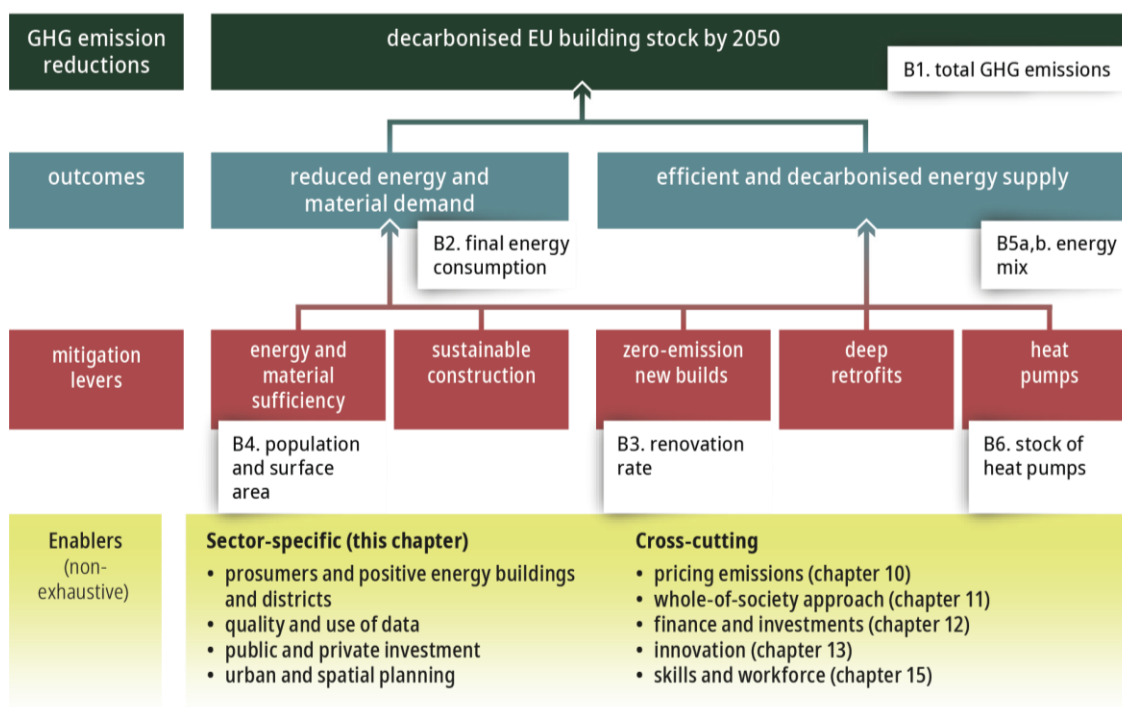 GHG emission
reductions
decarbonised EU building stock by 2050
B1. total GHG emissions
outcomes
reduced energy and
material demand
efficient and decarbonised energy supply
B2. final energy
consumption
B5a,b. energy
mix
mitigation
levers
energy and
material
sufficiency
sustainable
construction
zero-emission
new builds
deep
retrofits
heat
pumps
B4. population
and surface
area
B3. renovation
rate
B6. stock of
heat pumps
Enablers
(non-
exhaustive)
Sector-specific (this chapter)
• prosumers and positive energy buildings
and districts
• quality and use of data
• public and private investment
• urban and spatial planning
Cross-cutting
• pricing emissions (chapter 10)
• whole-of-society approach (chapter 11)
• finance and investments (chapter 12)
• innovation (chapter 13)
• skills and workforce (chapter 15)